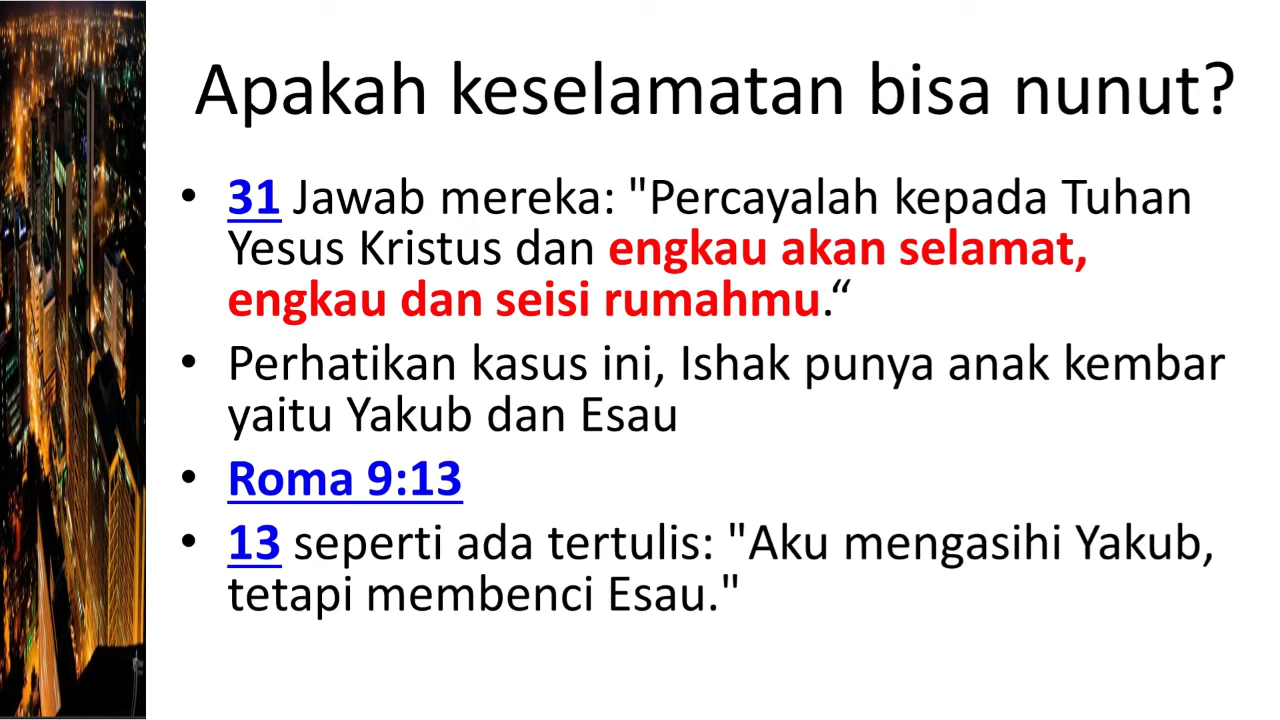 Apakah keselamatan bisa nunut?
• 31 Jawab mereka: "Percayalah kepada Tuhan
Yesus Kristus dan engkau akan selamat,
engkau dan seisi rumahmu.“
• Perhatikan kasus ini, Ishak punya anak kembar
yaitu Yakub dan Esau
• Roma 9:13
• 13 seperti ada tertulis: "Aku mengasihi Yakub,
tetapi membenci Esau."